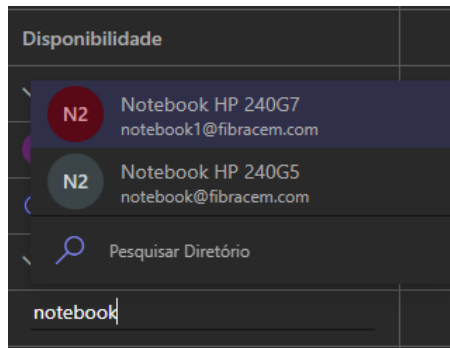 Disponibilidade
N2
Notebook HP 240G7
notebook1@fibracem.com
N2
Notebook HP 240G5
notebook@fibracem.com
Pesquisar Diretório
notebook